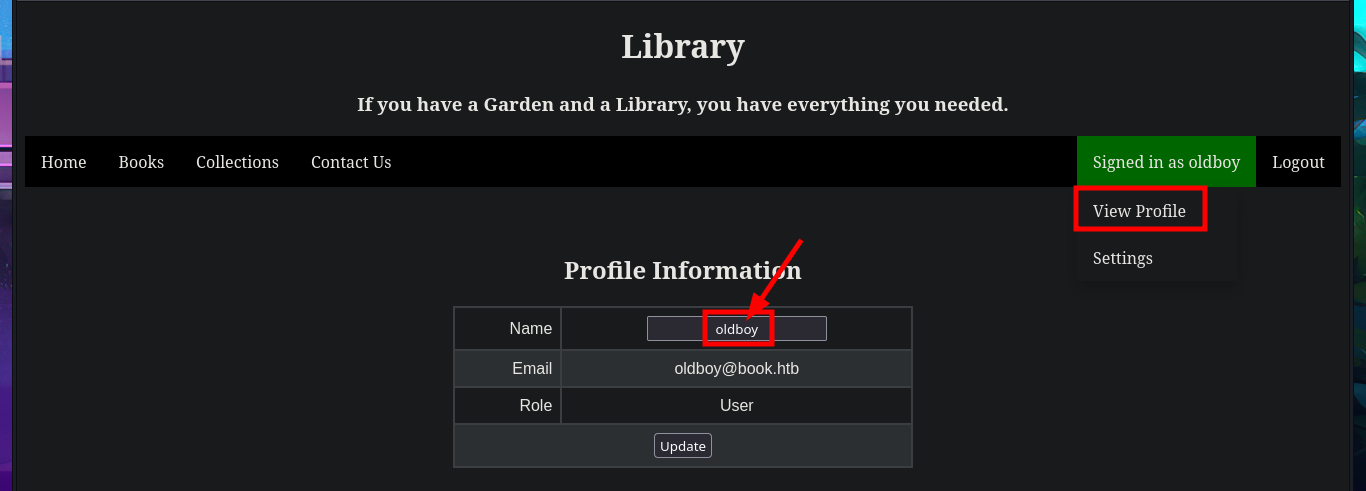 Library
If you have a Garden and a Library, you have everything you needed.
Home Books Collections Contact Us Signed in as oldboy Logout
View Profile
Settings
Profile Information
Name oldboy
Email oldboy@book.htb
Role User
Update